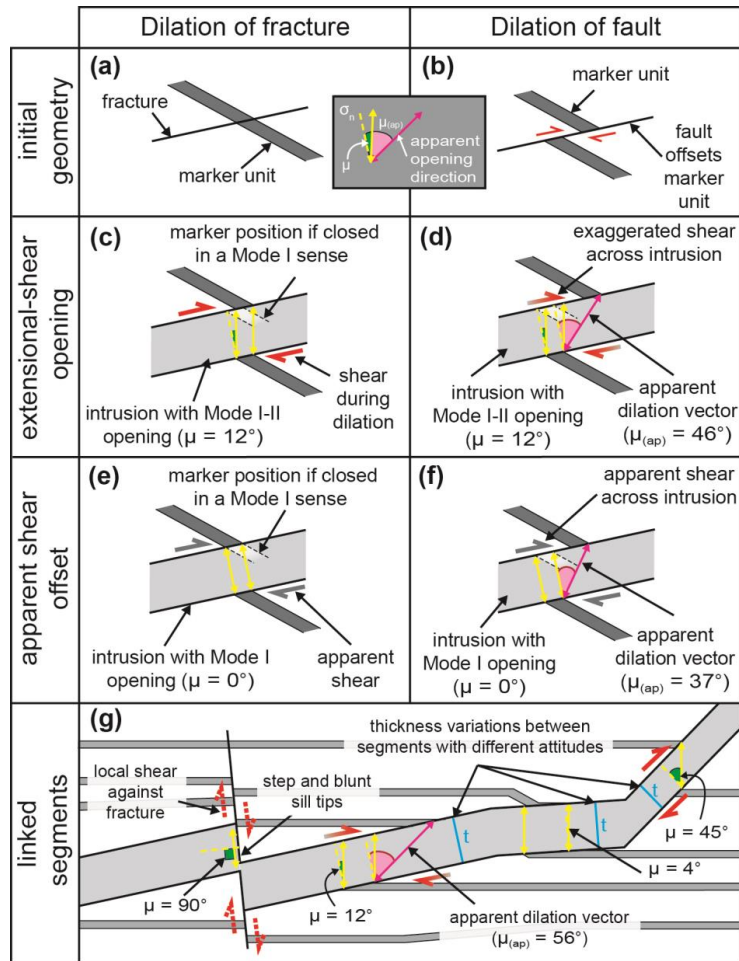 Dilation of fracture
Dilation of fault
initial
geometry
(a)
fracture
marker unit
σn
μ(ap)
μ
apparent
opening
direction
(b)
marker unit
fault
offsets
marker
unit
extensional-shear
opening
(c)
marker position if closed
in a Mode I sense
intrusion with Mode I-II
opening (μ = 12°)
shear
during
dilation
(d)
exaggerated shear
across intrusion
intrusion with
Mode I-II opening
(μ = 12°)
apparent
dilation vector
(μ(ap) = 46°)
apparent shear
offset
(e)
marker position if closed
in a Mode I sense
intrusion with Mode I
opening (μ = 0°)
apparent
shear
(f)
apparent shear
across intrusion
intrusion with
Mode I opening
(μ = 0°)
apparent
dilation vector
(μ(ap) = 37°)
linked
segments
(g)
thickness variations between
segments with different attitudes
local shear
against
fracture
step and blunt
sill tips
t
t
t
μ = 45°
μ = 4°
μ = 90°
μ = 12°
apparent dilation vector
(μ(ap) = 56°)